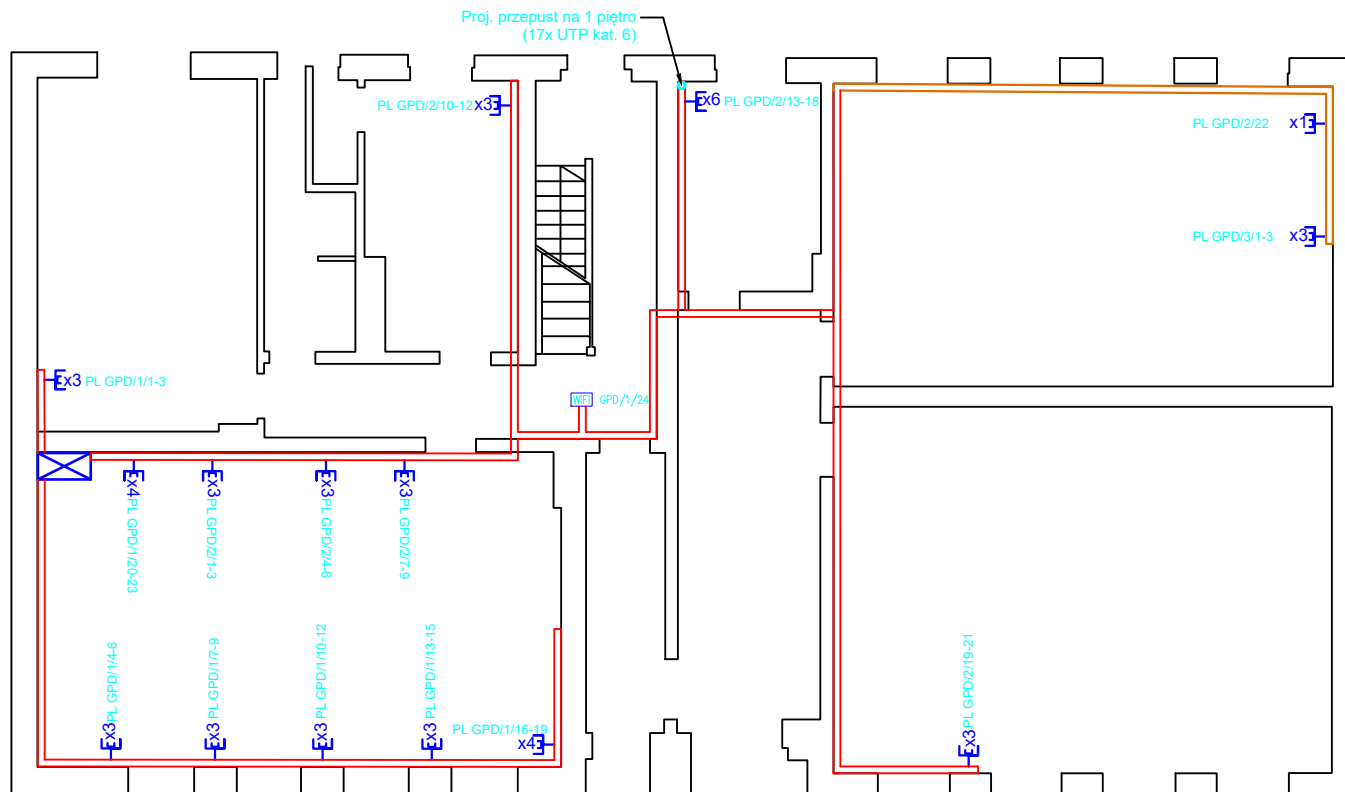 Proj. przepust na 1 piętro
(17x UTP kat. 6)
PL GPD/2/10-12 x3
x6 PL GPD/2/13-18
PL GPD/2/22 x1
PL GPD/3/1-3 x3
x3 PL GPD/1/1-3
WIFI GPD/1/24
x4 PL GPD/1/20-23
x3 PL GPD/2/1-3
x3 PL GPD/2/4-6
x3 PL GPD/2/7-9
x3 PL GPD/1/4-6
x3 PL GPD/1/7-9
x3 PL GPD/1/10-12
x3 PL GPD/1/13-15
PL GPD/1/16-19
x4
x3 PL GPD/2/19-21